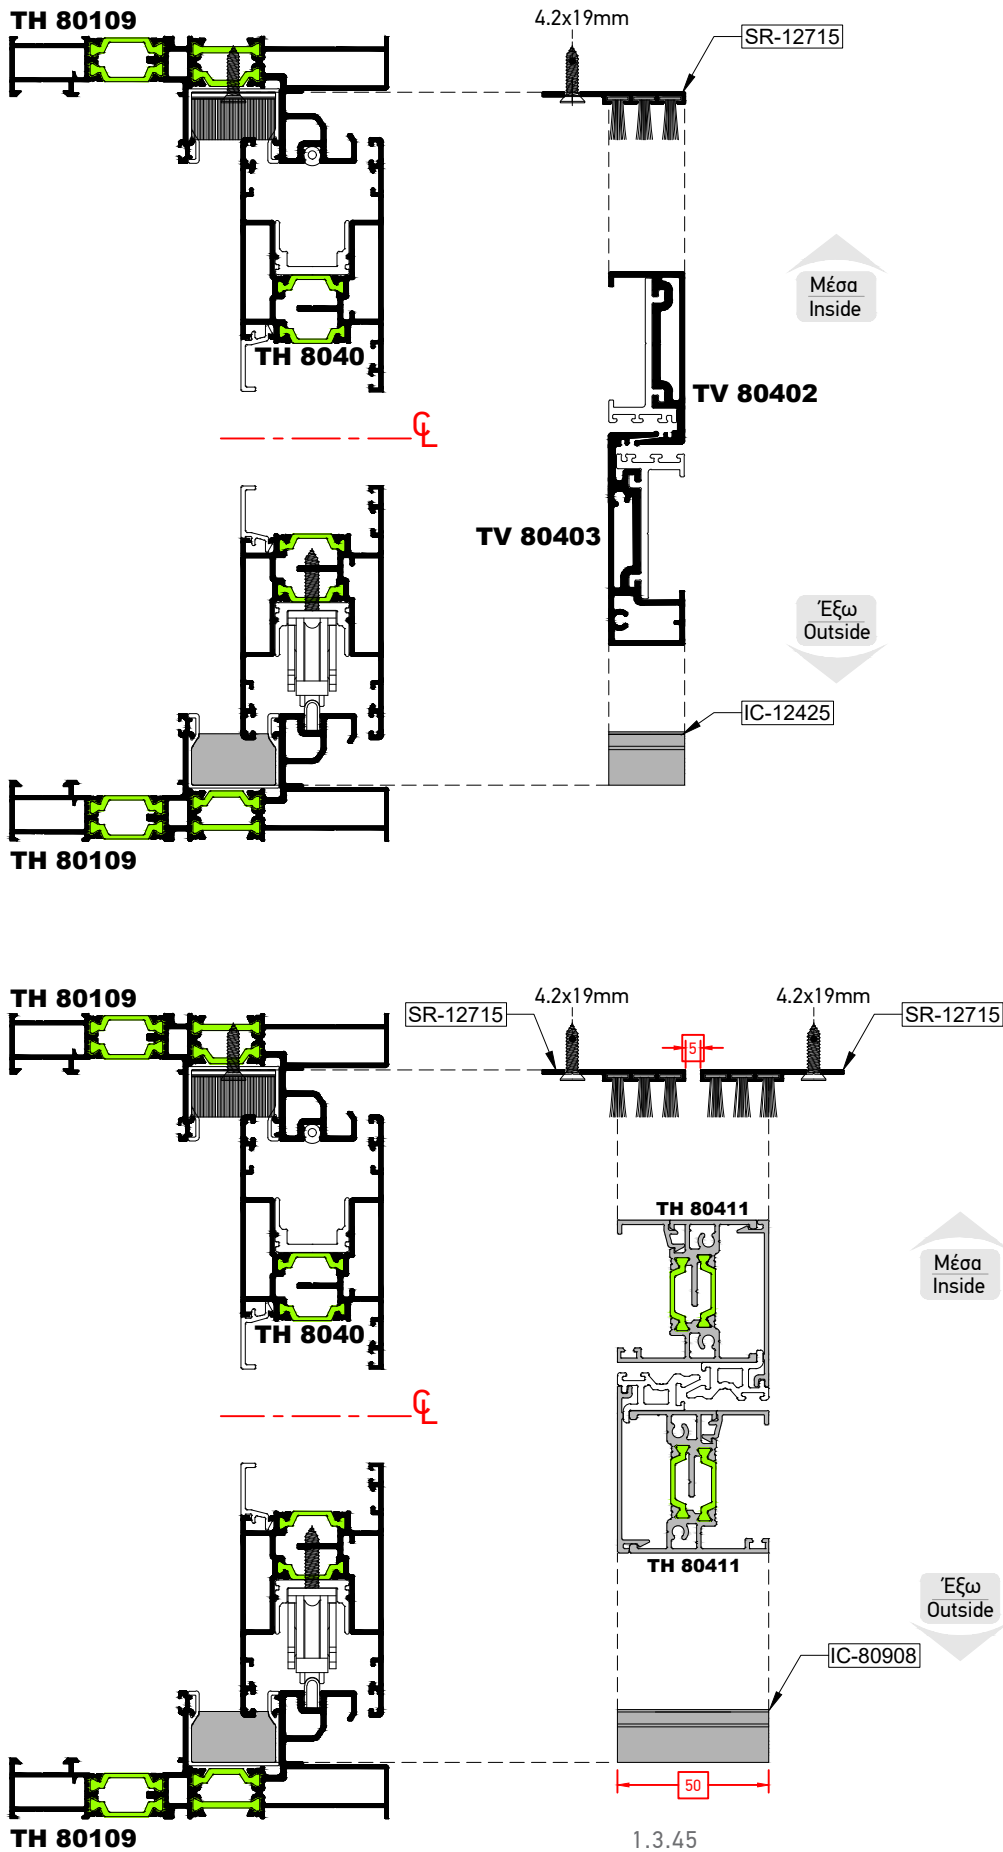 TH 80109
4.2x19mm
SR-12715
Μέσα
Inside
TH 8040
TV 80402
CL
TV 80403
Έξω
Outside
IC-12425
TH 80109
TH 80109
SR-12715
4.2x19mm
4.2x19mm
SR-12715
5
TH 80411
Μέσα
Inside
TH 8040
CL
TH 80411
Έξω
Outside
IC-80908
50
TH 80109
1.3.45